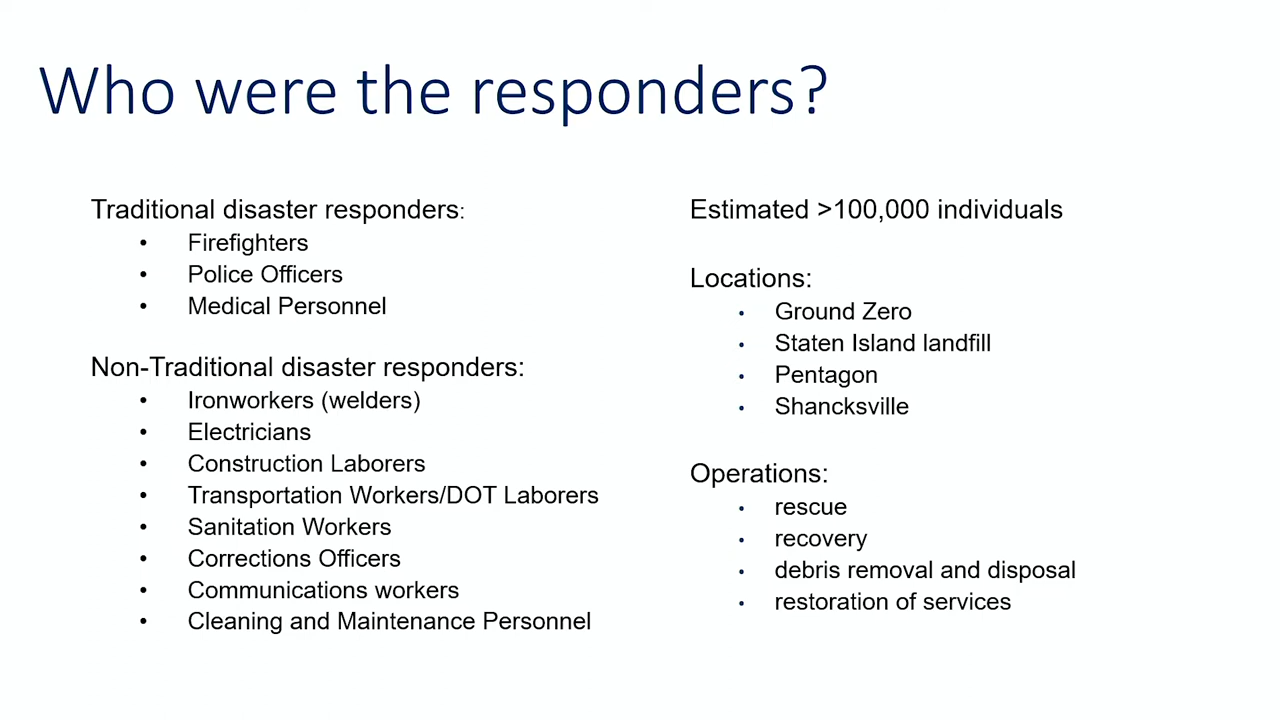 Who were the responders?
Traditional disaster responders:
• Firefighters
• Police Officers
• Medical Personnel
Non-Traditional disaster responders:
• Ironworkers (welders)
• Electricians
• Construction Laborers
• Transportation Workers/DOT Laborers
• Sanitation Workers
• Corrections Officers
• Communications workers
• Cleaning and Maintenance Personnel
Estimated >100,000 individuals
Locations:
• Ground Zero
• Staten Island landfill
• Pentagon
• Shancksville
Operations:
• rescue
• recovery
• debris removal and disposal
• restoration of services